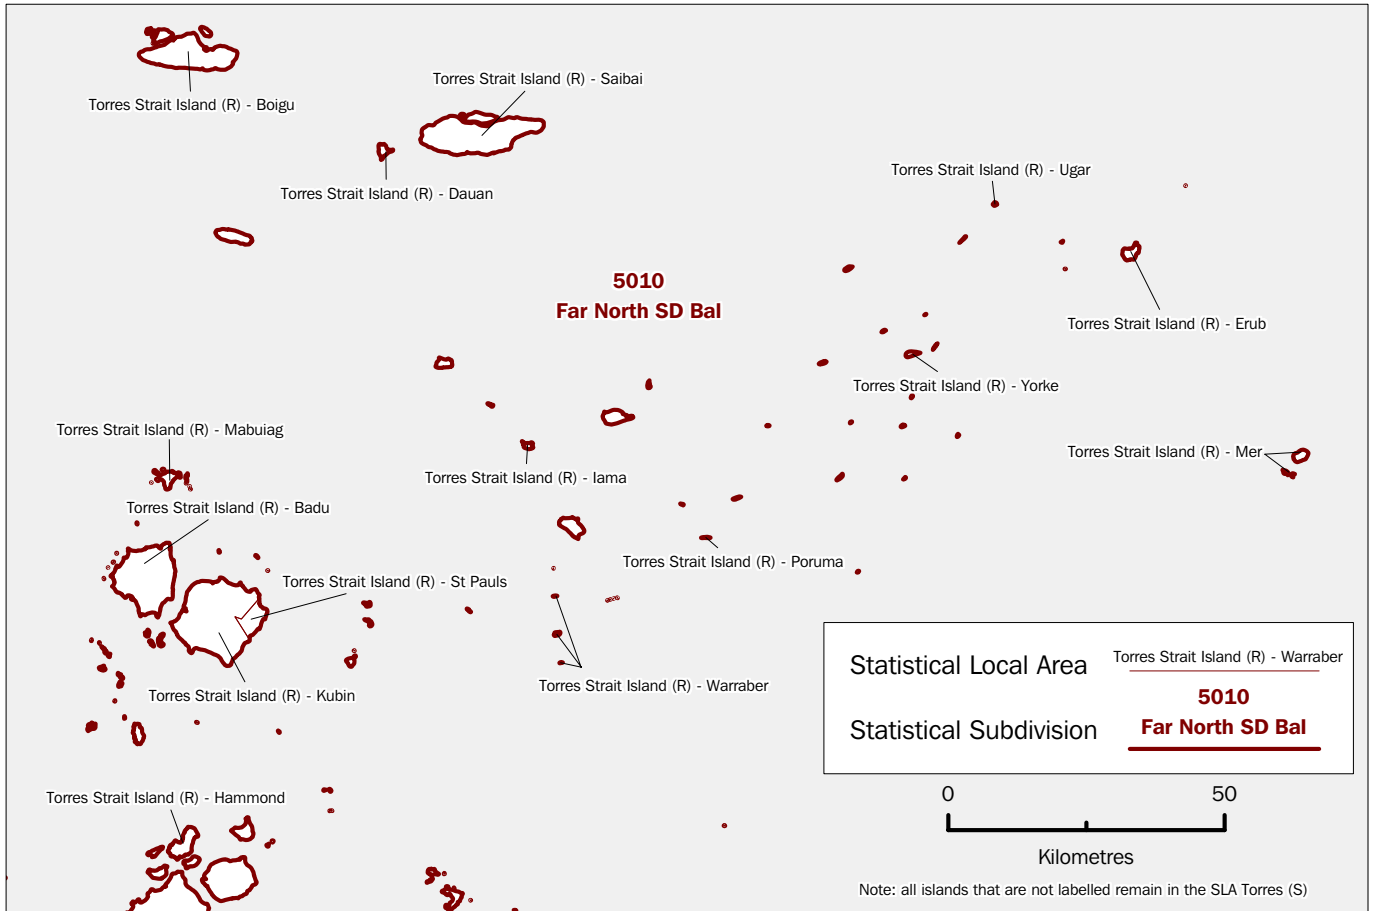 Torres Strait Island (R) - Saibai
Torres Strait Island (R) - Boigu
Torres Strait Island (R) - Ugar
Torres Strait Island (R) - Dauan
5010
Far North SD Bal
Torres Strait Island (R) - Erub
Torres Strait Island (R) - Yorke
Torres Strait Island (R) - Mabuiag
Torres Strait Island (R) - Mer
Torres Strait Island (R) - Iama
Torres Strait Island (R) - Badu
Torres Strait Island (R) - Poruma
Torres Strait Island (R) - St Pauls
Torres Strait Island (R) - Warraber
Torres Strait Island (R) - Kubin
Statistical Local Area
Torres Strait Island (R) - Warraber
5010
Statistical Subdivision
Far North SD Bal
Torres Strait Island (R) - Hammond
0 50
Kilometres
Note: all islands that are not labelled remain in the SLA Torres (S)